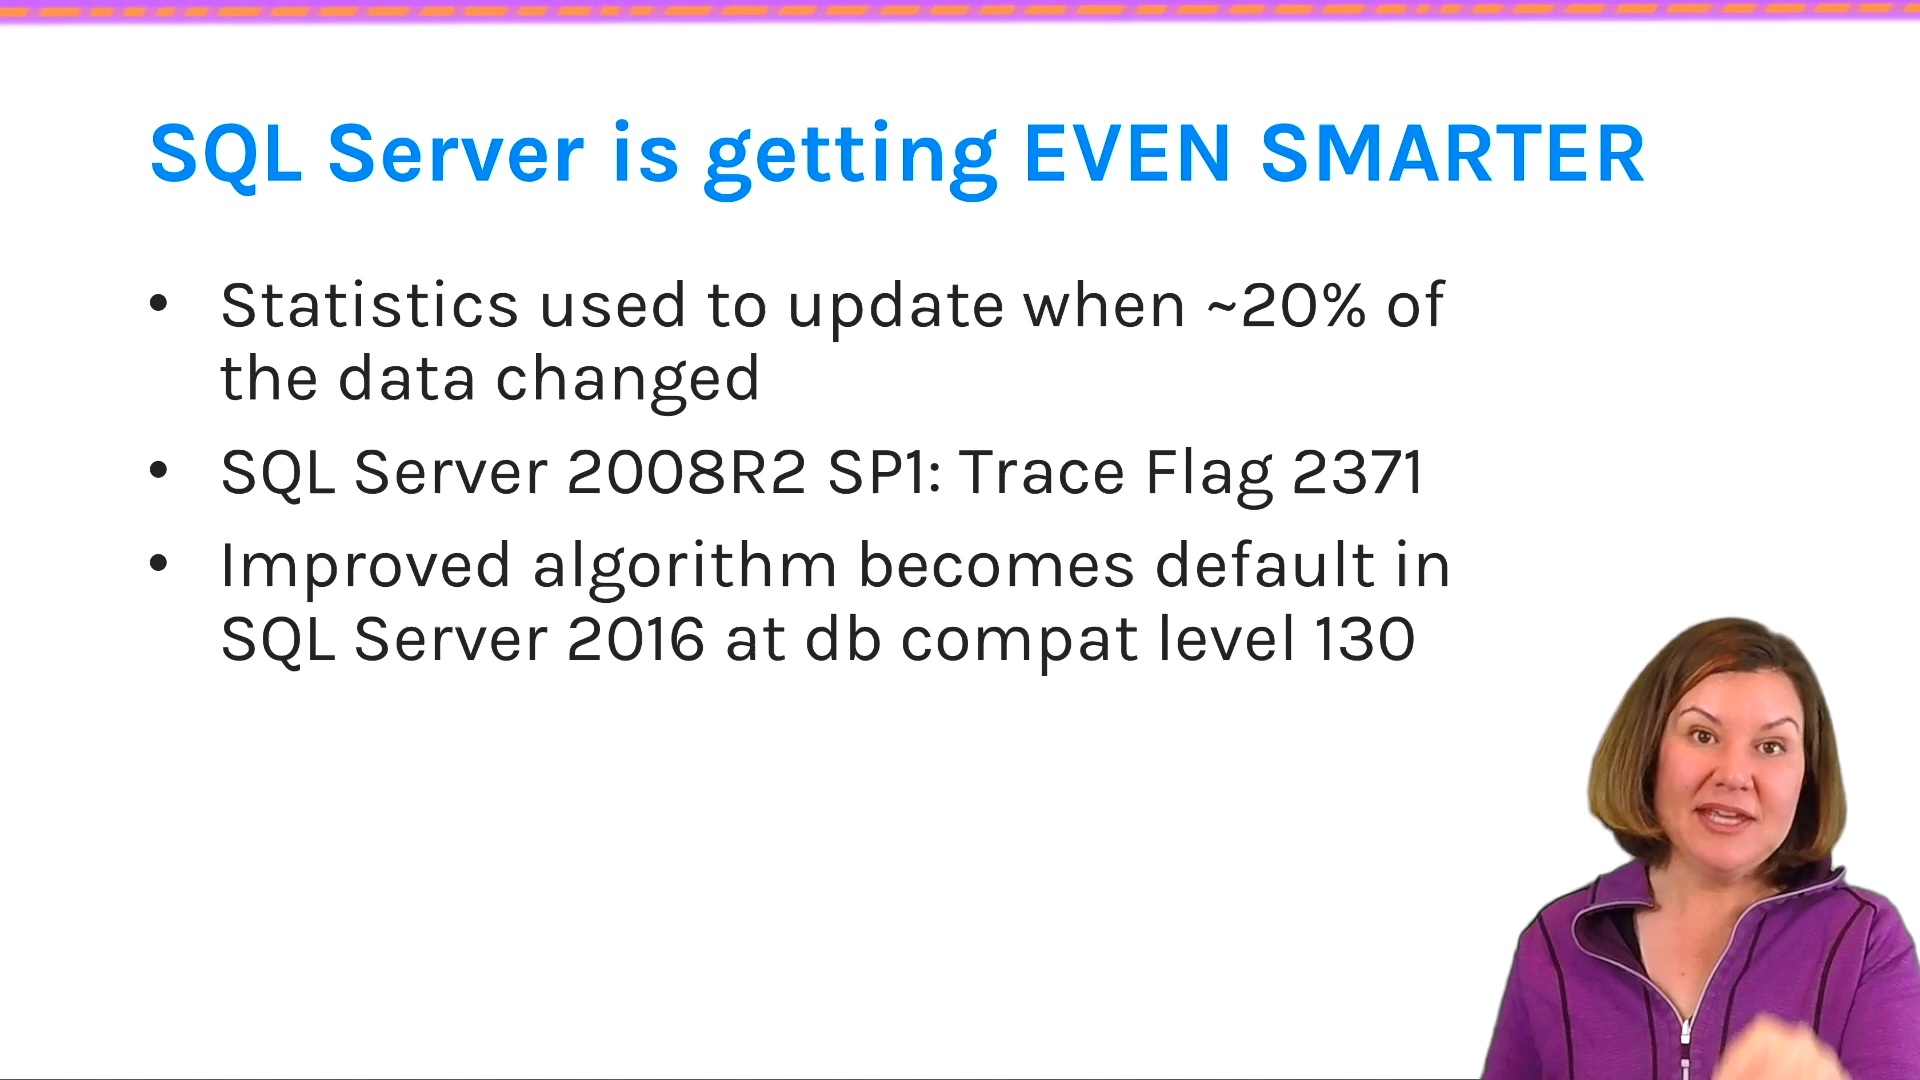 SQL Server is getting EVEN SMARTER
• Statistics used to update when ~20% of
the data changed
• SQL Server 2008R2 SP1: Trace Flag 2371
• Improved algorithm becomes default in
SQL Server 2016 at db compat level 130